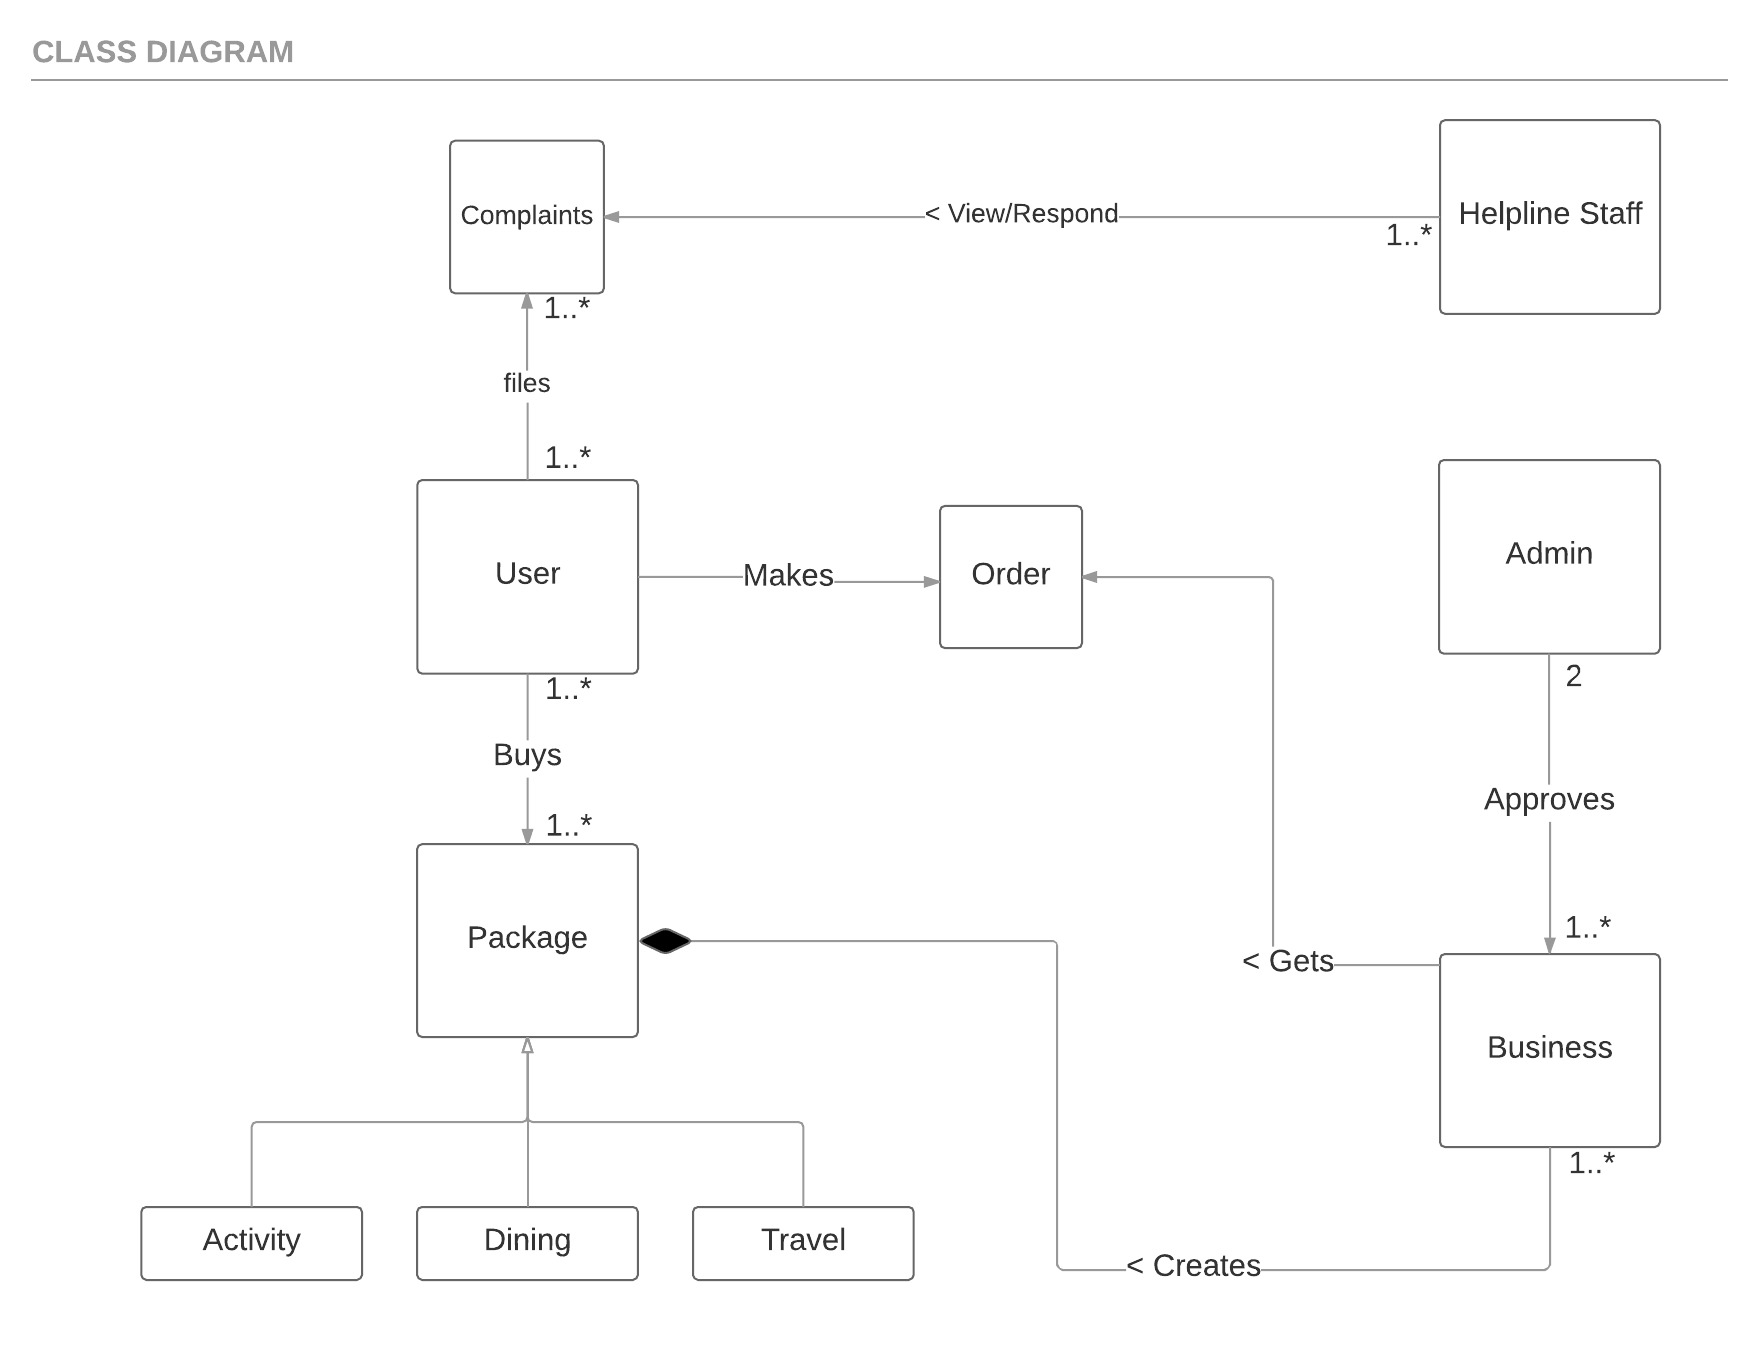 CLASS DIAGRAM
Complaints
< View/Respond
Helpline Staff
1..*
1..*
files
1..*
User
Makes
Order
Admin
1..*
2
Buys
Approves
1..*
1..*
Package
< Gets
Business
1..*
Activity
Dining
Travel
< Creates